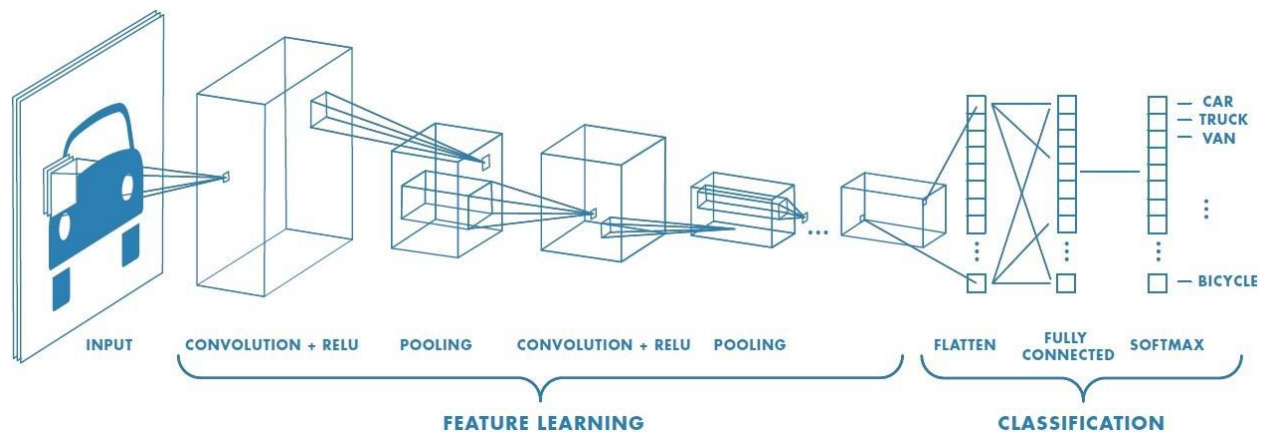 CAR
TRUCK
VAN
BICYCLE
INPUT
CONVOLUTION + RELU
POOLING
CONVOLUTION + RELU
POOLING
FLATTEN
FULLY
CONNECTED
SOFTMAX
FEATURE LEARNING
CLASSIFICATION